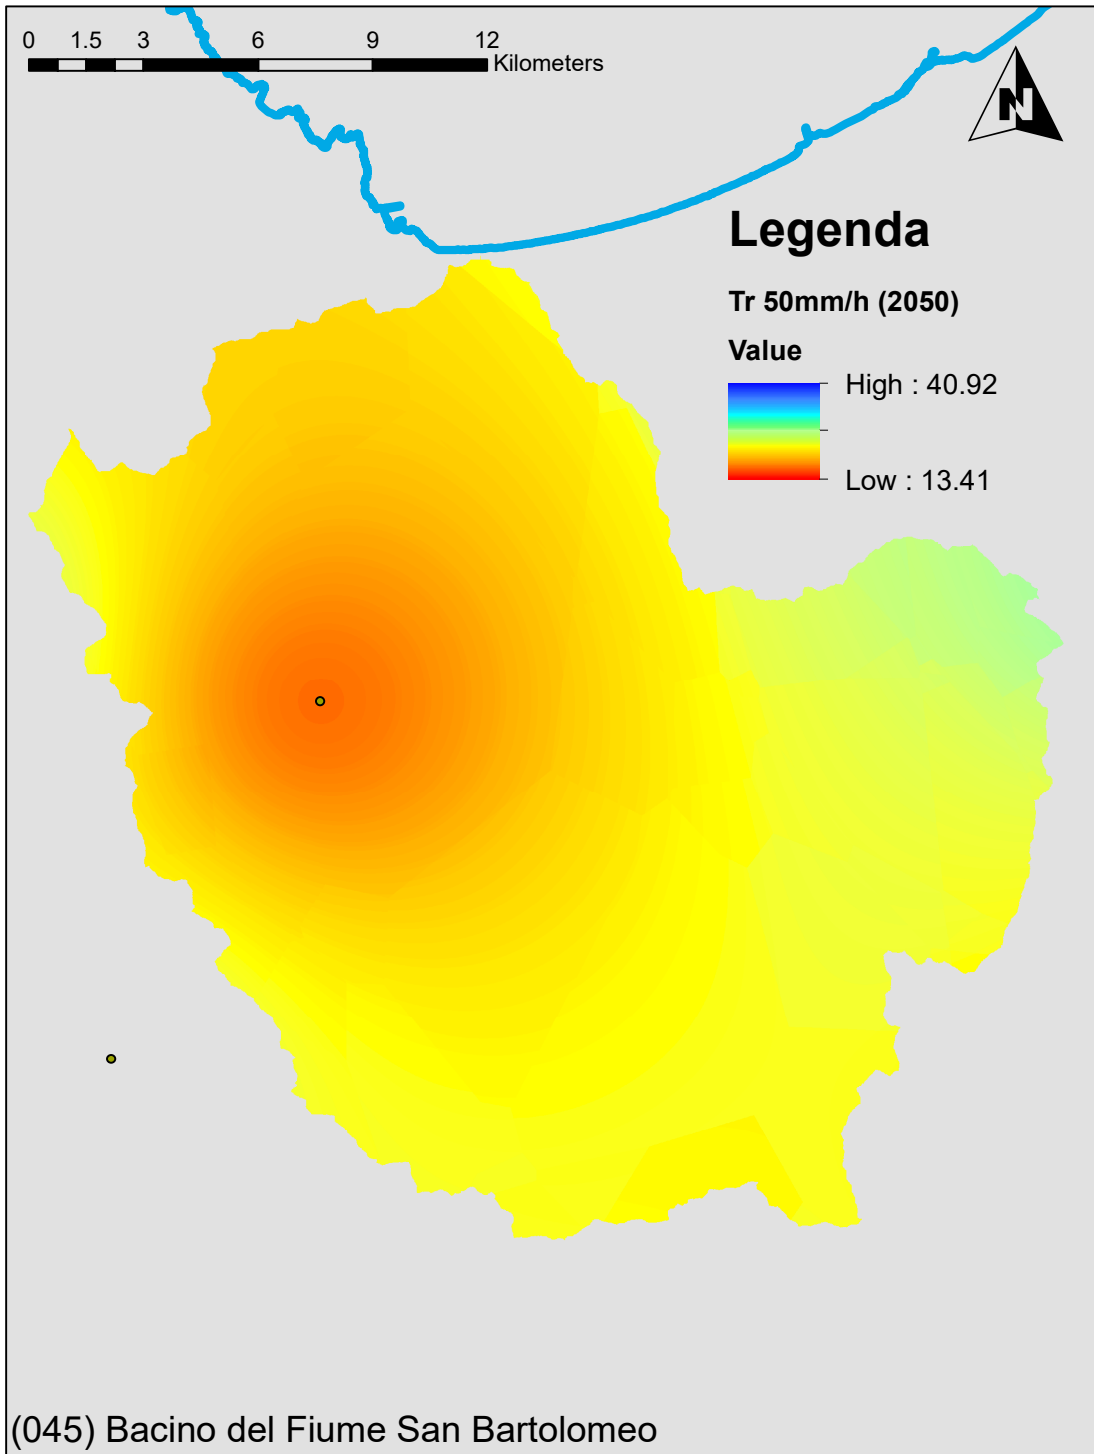 0 1.5 3 6 9 12
Kilometers
N
Legenda
Tr 50mm/h (2050)
Value
High : 40.92
Low : 13.41
(045) Bacino del Fiume San Bartolomeo